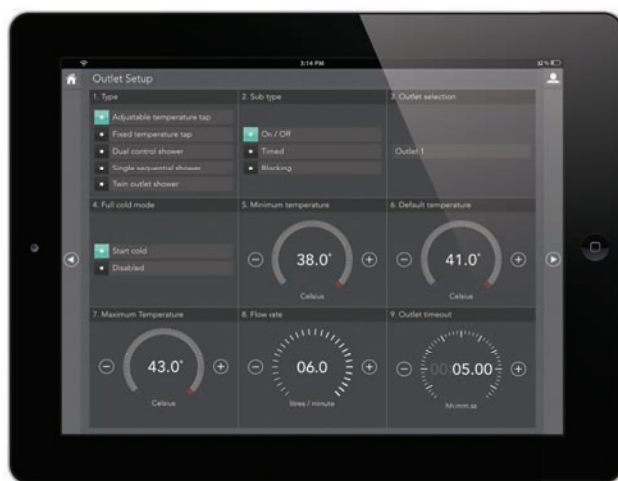 3:14 PM
Outlet Setup
1. Type
Adjustable temperature tap
Fixed temperature tap
Dual control shower
Single sequential shower
Twin outlet shower
2. Sub type
On / Off
Timed
Blocking
3. Outlet selection
Outlet 1
4. Full cold mode
Start cold
Disabled
5. Minimum temperature
38.0°
Celsius
6. Default temperature
41.0°
Celsius
7. Maximum Temperature
43.0°
Celsius
8. Flow rate
06.0
litres / minute
9. Outlet timeout
00:05.00
hh:mm.ss